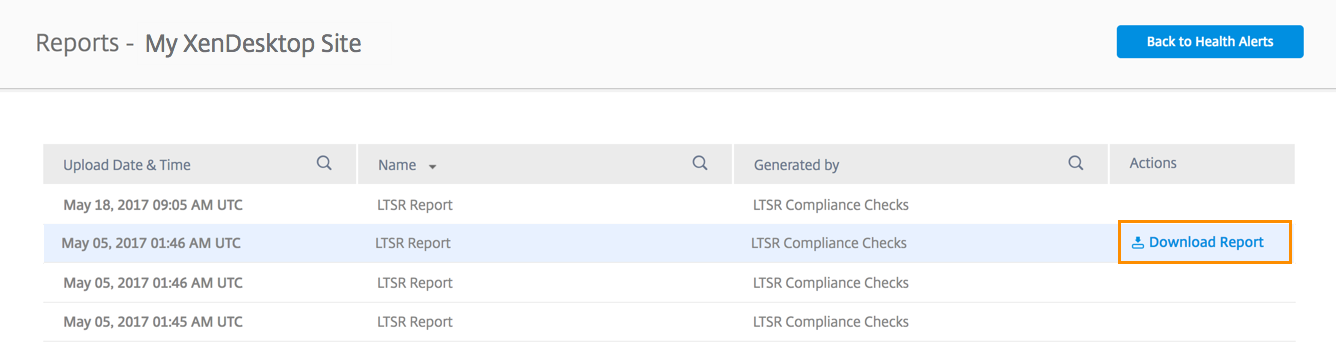 Reports - My XenDesktop Site
Back to Health Alerts
Upload Date & Time Name Generated by Actions
May 18, 2017 09:05 AM UTC LTSR Report LTSR Compliance Checks
May 05, 2017 01:46 AM UTC LTSR Report LTSR Compliance Checks Download Report
May 05, 2017 01:46 AM UTC LTSR Report LTSR Compliance Checks
May 05, 2017 01:45 AM UTC LTSR Report LTSR Compliance Checks